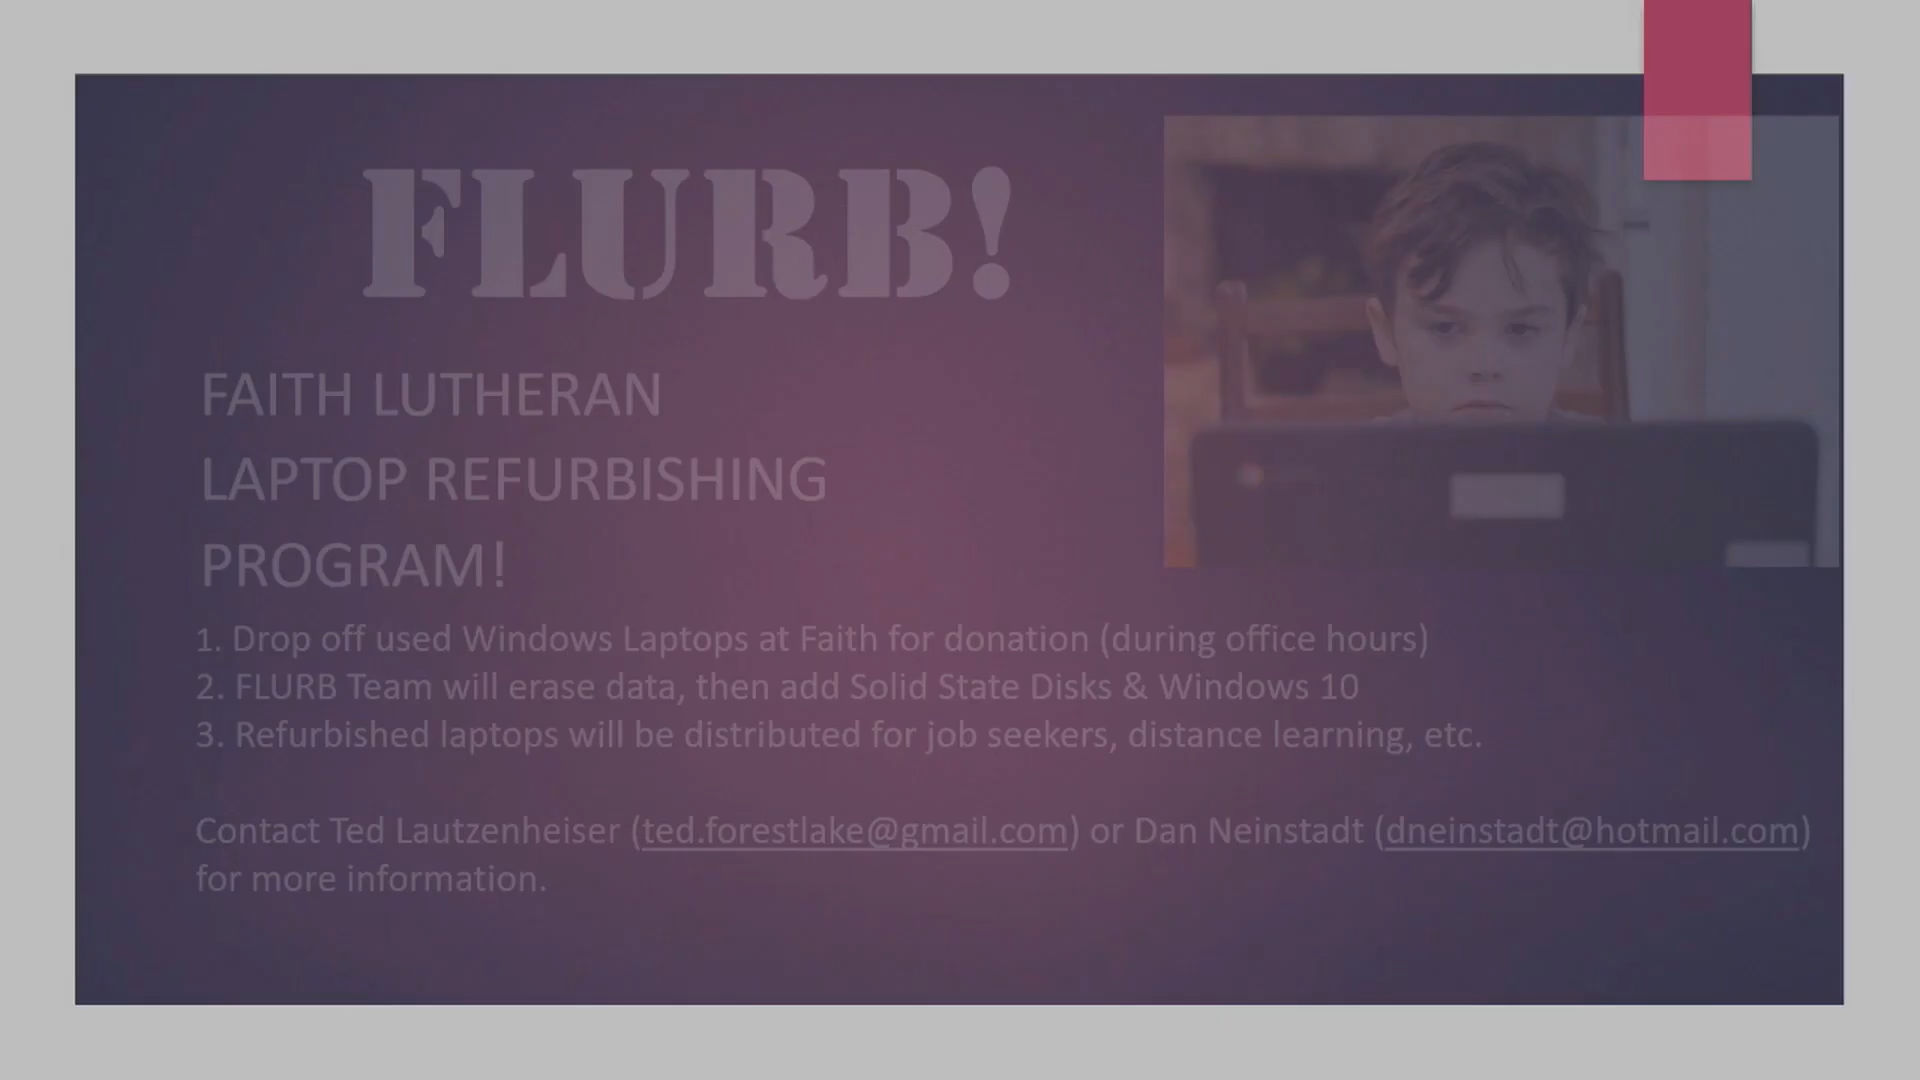 FLURB!
FAITH LUTHERAN
LAPTOP REFURBISHING
PROGRAM!
1. Drop off used Windows Laptops at Faith for donation (during office hours)
2. FLURB Team will erase data, then add Solid State Disks & Windows 10
3. Refurbished laptops will be distributed for job seekers, distance learning, etc.
Contact Ted Lautzenheiser (ted.forestlake@gmail.com) or Dan Neinstadt (dneinstadt@hotmail.com)
for more information.